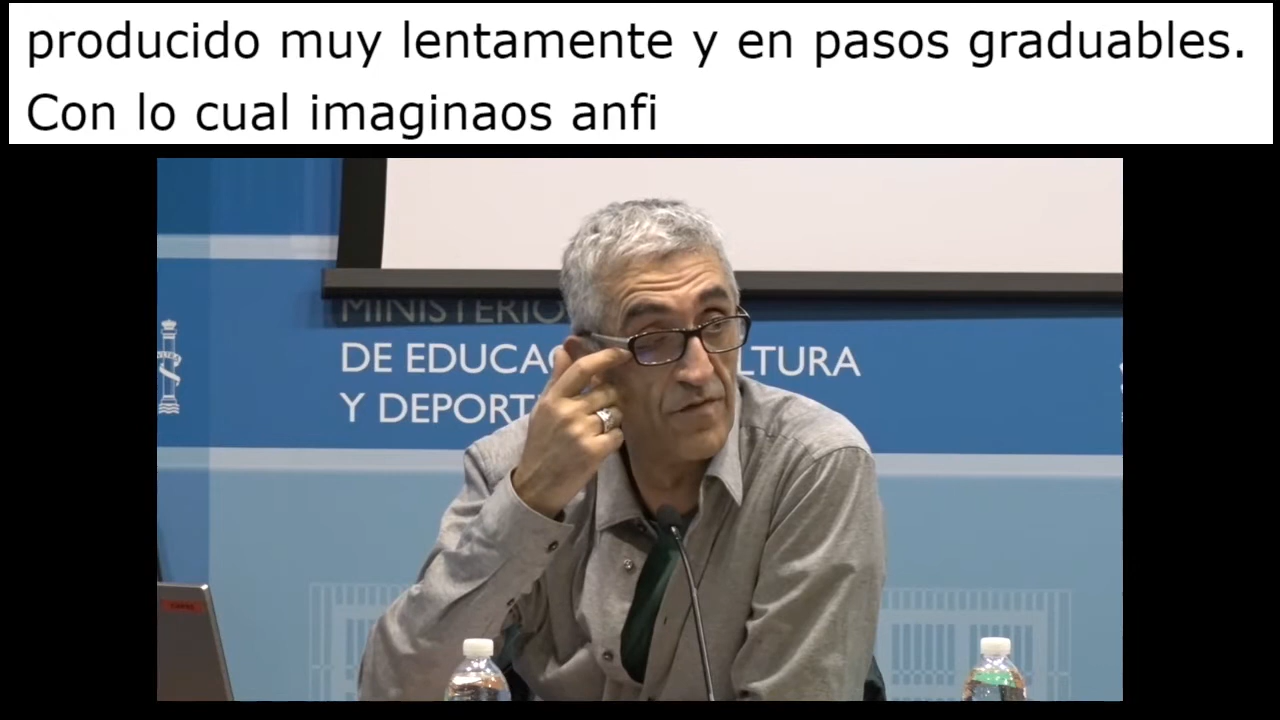 producido muy lentamente y en pasos graduables.
Con lo cual imaginaos anfi
MINISTERIO
DE EDUCAC LTURA
Y DEPORT